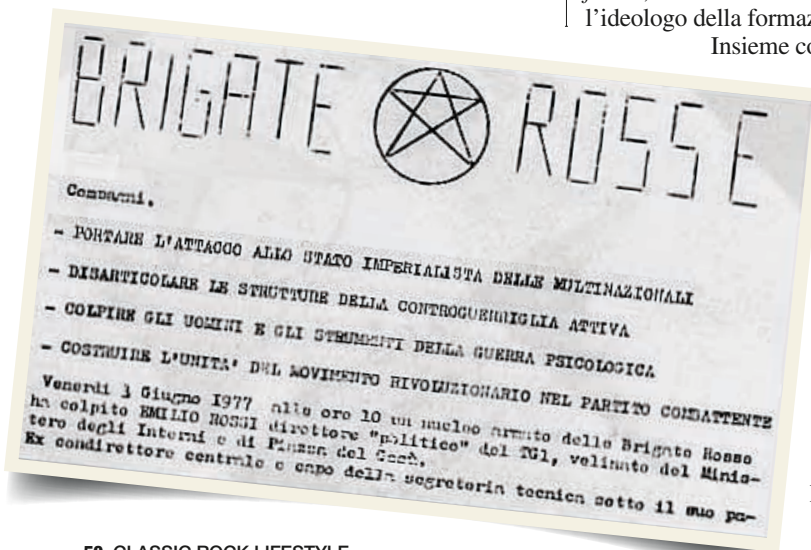 l'ideologo della formaz
Insieme co
BRIGATE ROSSE
Compagni,
- PORTARE L'ATTACCO ALLO STATO IMPERIALISTA DELLE MULTINAZIONALI
- DISARTICOLARE LE STRUTTURE DELLA CONTROGUERRIGLIA ATTIVA
- COLPIRE GLI UOMINI E GLI STRUMENTI DELLA GUERRA PSICOLOGICA
- COSTRUIRE L'UNITA' DEL MOVIMENTO RIVOLUZIONARIO NEL PARTITO COMBATTENTE
Venerdì 3 Giugno 1977 alle ore 10 un nucleo armato delle Brigate Rosse
ha colpito EMILIO ROSSI direttore "politico" del TG1, velinato del Minis-
tero degli Interni e di Piazza del Gesù.
Ex condirettore centrale e capo della segreteria tecnica sotto il suo pa-
CLASSIC ROCK LIFESTYLE